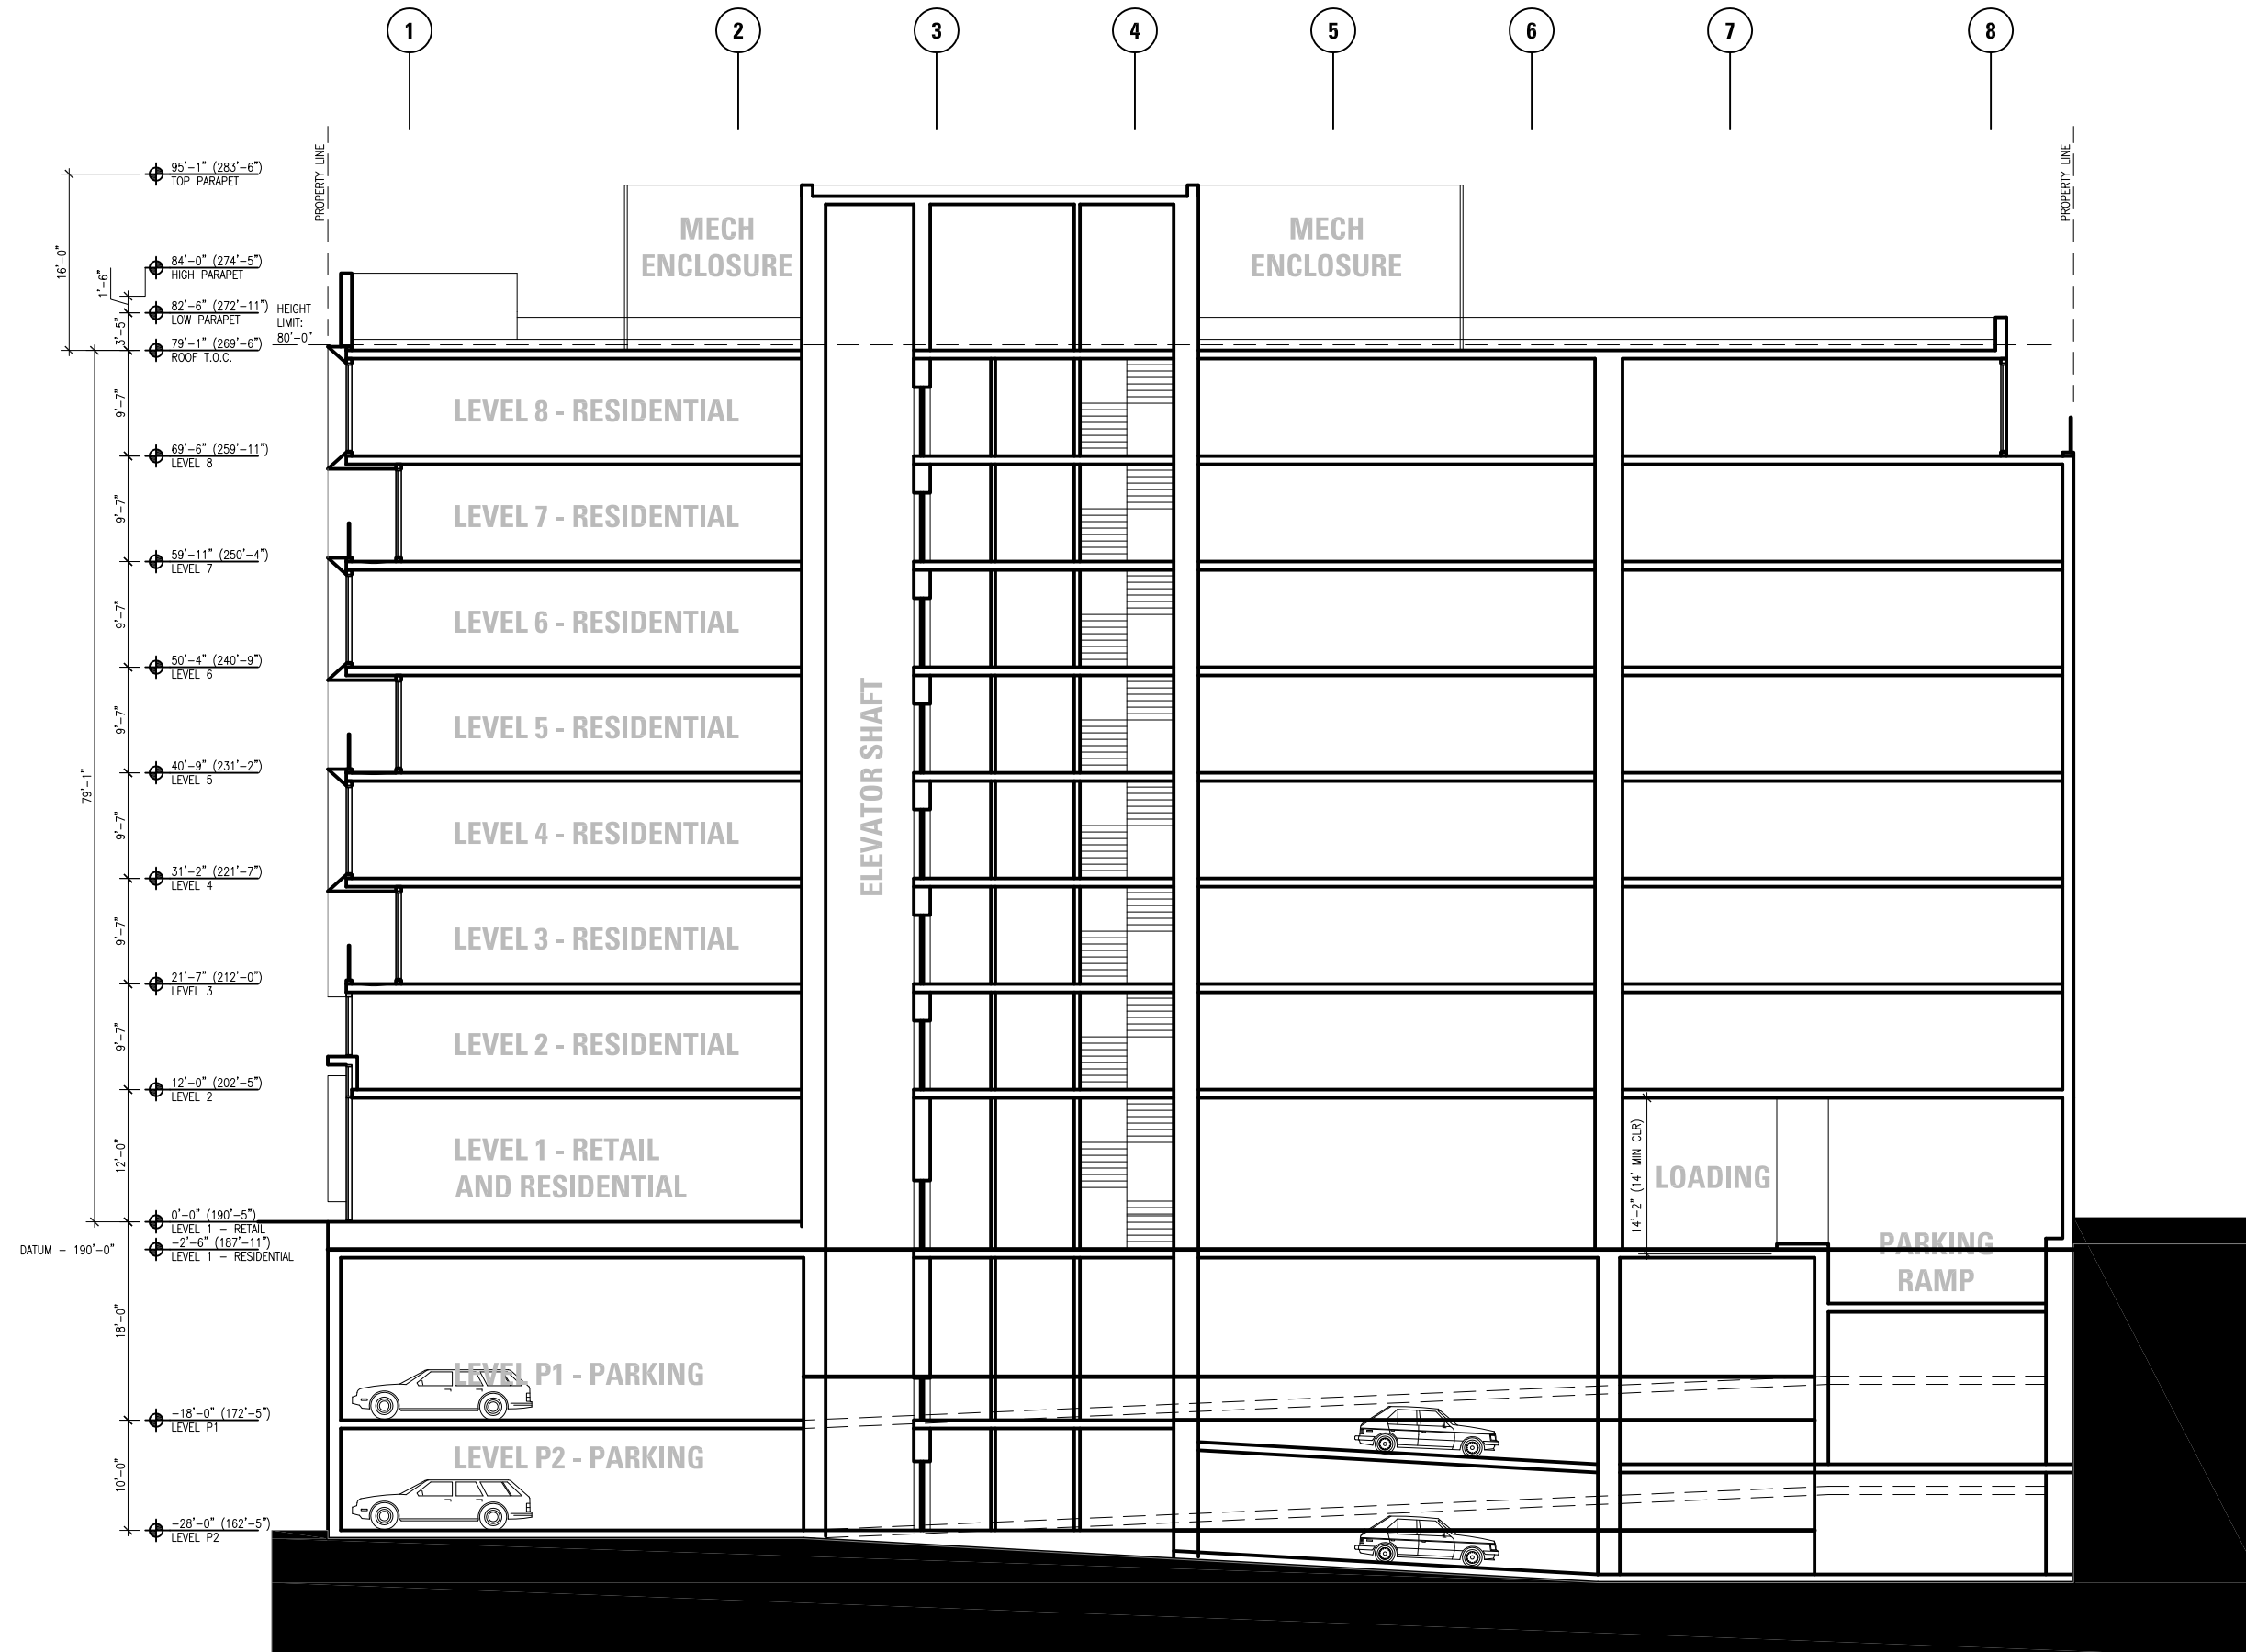 1 2 3 4 5 6 7 8
PROPERTY LINE
PROPERTY LINE
95'-1" (283'-6")
TOP PARAPET
16'-0"
84'-0" (274'-5")
HIGH PARAPET
1'-6"
82'-6" (272'-11")
LOW PARAPET
3'-5"
HEIGHT
LIMIT:
80'-0"
79'-1" (269'-6")
ROOF T.O.C.
MECH
ENCLOSURE
MECH
ENCLOSURE
9'-7"
LEVEL 8 - RESIDENTIAL
69'-6" (259'-11")
LEVEL 8
9'-7"
LEVEL 7 - RESIDENTIAL
59'-11" (250'-4")
LEVEL 7
9'-7"
LEVEL 6 - RESIDENTIAL
50'-4" (240'-9")
LEVEL 6
9'-7"
LEVEL 5 - RESIDENTIAL
ELEVATOR SHAFT
40'-9" (231'-2")
LEVEL 5
79'-1"
9'-7"
LEVEL 4 - RESIDENTIAL
31'-2" (221'-7")
LEVEL 4
9'-7"
LEVEL 3 - RESIDENTIAL
21'-7" (212'-0")
LEVEL 3
9'-7"
LEVEL 2 - RESIDENTIAL
12'-0" (202'-5")
LEVEL 2
12'-0"
LEVEL 1 - RETAIL
AND RESIDENTIAL
14'-2" (14' MIN CLR)
LOADING
0'-0" (190'-5")
LEVEL 1 - RETAIL
DATUM - 190'-0"
-2'-6" (187'-11")
LEVEL 1 - RESIDENTIAL
PARKING
RAMP
18'-0"
LEVEL P1 - PARKING
-18'-0" (172'-5")
LEVEL P1
LEVEL P2 - PARKING
10'-0"
-28'-0" (162'-5")
LEVEL P2